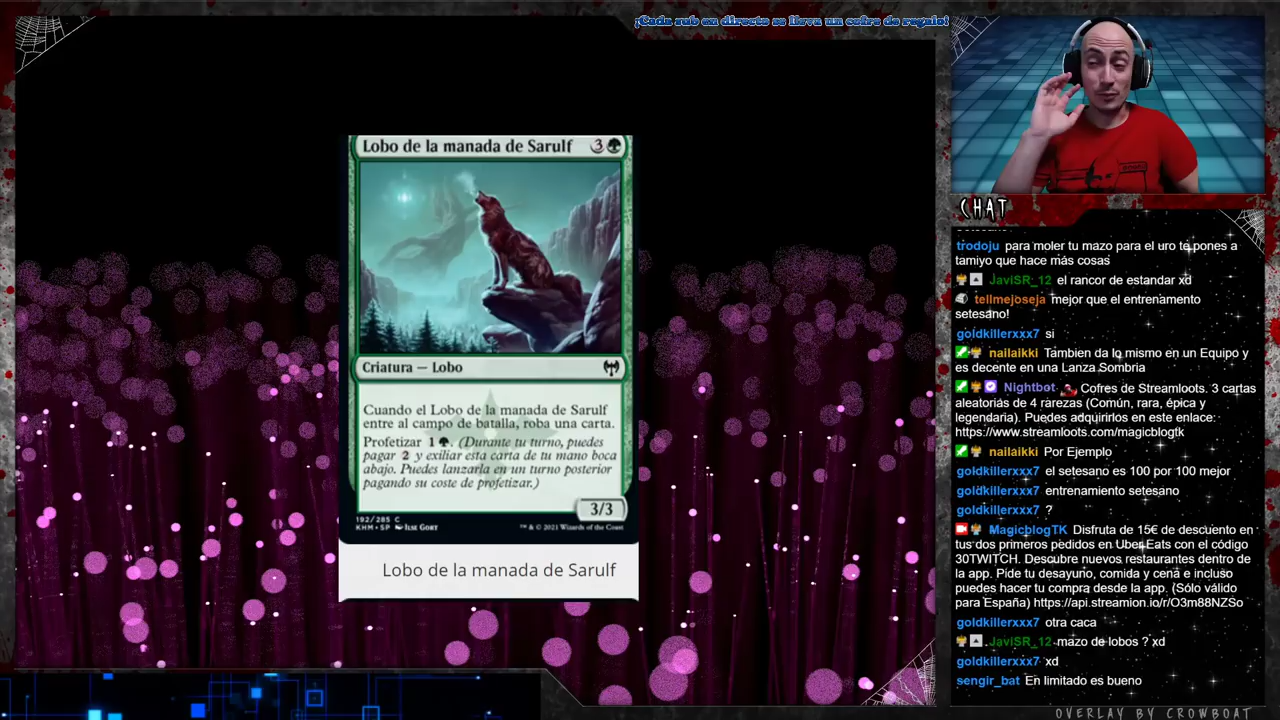 ¡Cada sub en directo se lleva un cofre de regalo!
Lobo de la manada de Sarulf 3
Criatura — Lobo
Cuando el Lobo de la manada de Sarulf
entre al campo de batalla, roba una carta.
Profetizar 1 . (Durante tu turno, puedes
pagar 2 y exiliar esta carta de tu mano boca
abajo. Puedes lanzarla en un turno posterior
pagando su coste de profetizar.)
3/3
192/285 C
KHM • SP ILSE GORT ™ & © 2021 Wizards of the Coast
Lobo de la manada de Sarulf
CHAT
trodoju para moler tu mazo para el uro te pones a
tamiyo que hace más cosas
JaviSR_12 el rancor de estandar xd
tellmejoseja mejor que el entrenamiento
setesano!
goldkillerxxx7 si
nailaikki Tambien da lo mismo en un Equipo y
es decente en una Lanza Sombria
Nightbot Cofres de Streamloots. 3 cartas
aleatorias de 4 rarezas (Común, rara, épica y
legendaria). Puedes adquirirlos en este enlace:
https://www.streamloots.com/magicblogtk
nailaikki Por Ejemplo
goldkillerxxx7 el setesano es 100 por 100 mejor
goldkillerxxx7 entrenamiento setesano
goldkillerxxx7 ?
MagicblogTK Disfruta de 15€ de descuento en
tus dos primeros pedidos en Uber Eats con el código
30TWITCH. Descubre nuevos restaurantes dentro de
la app. Pide tu desayuno, comida y cena e incluso
puedes hacer tu compra desde la app. (Sólo válido
para España) https://api.streamion.io/r/O3m88NZSo
goldkillerxxx7 otra caca
JaviSR_12 mazo de lobos ? xd
goldkillerxxx7 xd
sengir_bat En limitado es bueno
OVERLAY BY CROWBOAT